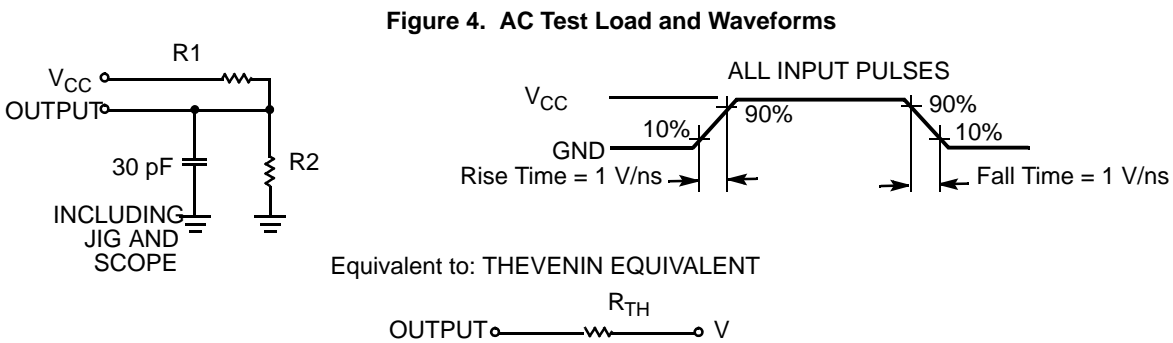 Figure 4. AC Test Load and Waveforms
R1
VCC
OUTPUT
30 pF
R2
INCLUDING
JIG AND
SCOPE
ALL INPUT PULSES
VCC
GND
10%
90%
90%
10%
Rise Time = 1 V/ns
Fall Time = 1 V/ns
Equivalent to: THEVENIN EQUIVALENT
RTH
OUTPUT
V